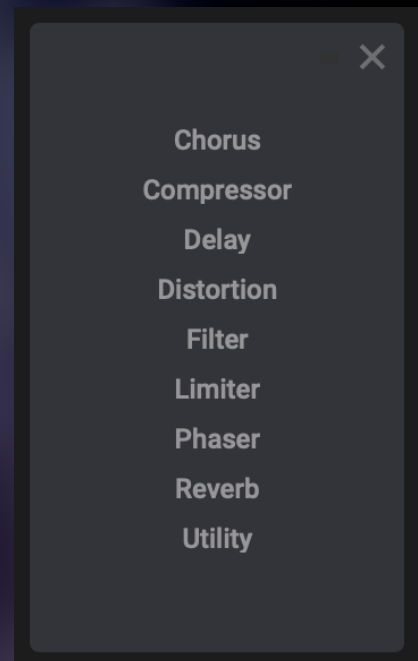 Chorus
Compressor
Delay
Distortion
Filter
Limiter
Phaser
Reverb
Utility